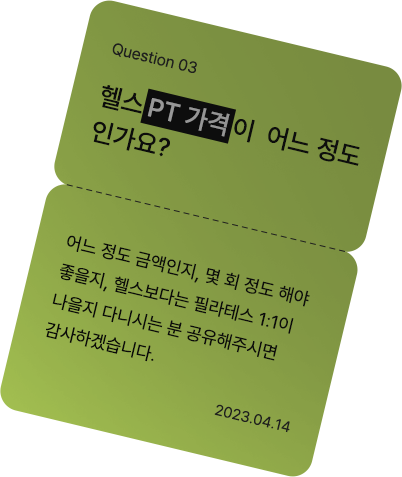 Question 03
헬스 PT 가격이 어느 정도
인가요?
어느 정도 금액인지, 몇 회 정도 해야
좋을지, 헬스보다는 필라테스 1:1이
나을지 다니시는 분 공유해주시면
감사하겠습니다.
2023.04.14